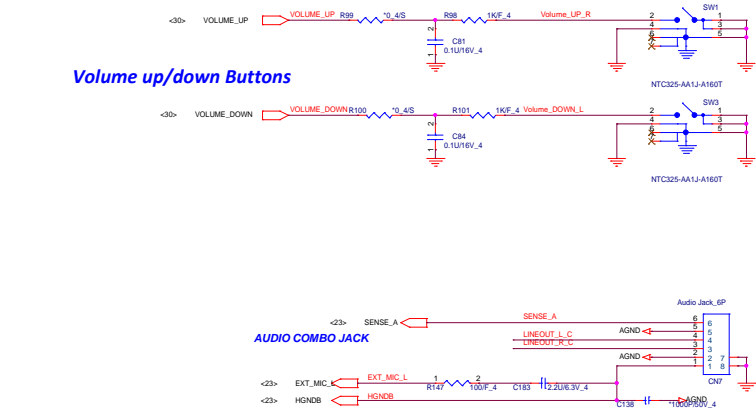 <30> VOLUME_UP VOLUME_UP R99 *0_4/S R98 1K/F_4 Volume_UP_R 2 SW1 1
4 3
6 5
2 C81
1 0.1U/16V_4
NTC325-AA1J-A160T
Volume up/down Buttons
<30> VOLUME_DOWN VOLUME_DOWN R100 *0_4/S R101 1K/F_4 Volume_DOWN_L 2 SW3 1
4 3
6 5
2 C84
1 0.1U/16V_4
NTC325-AA1J-A160T
Audio Jack_6P
<23> SENSE_A SENSE_A 6 6
AUDIO COMBO JACK
AGND 5 5
LINEOUT_L_C 4 4
LINEOUT_R_C 3 3
AGND 2 2 7
1 1 8
CN7
<23> EXT_MIC_L EXT_MIC_L 1 2 R147 100/F_4 C183 2.2U/6.3V_4
<23> HGNDB HGNDB C138 *1000P/50V_4 AGND